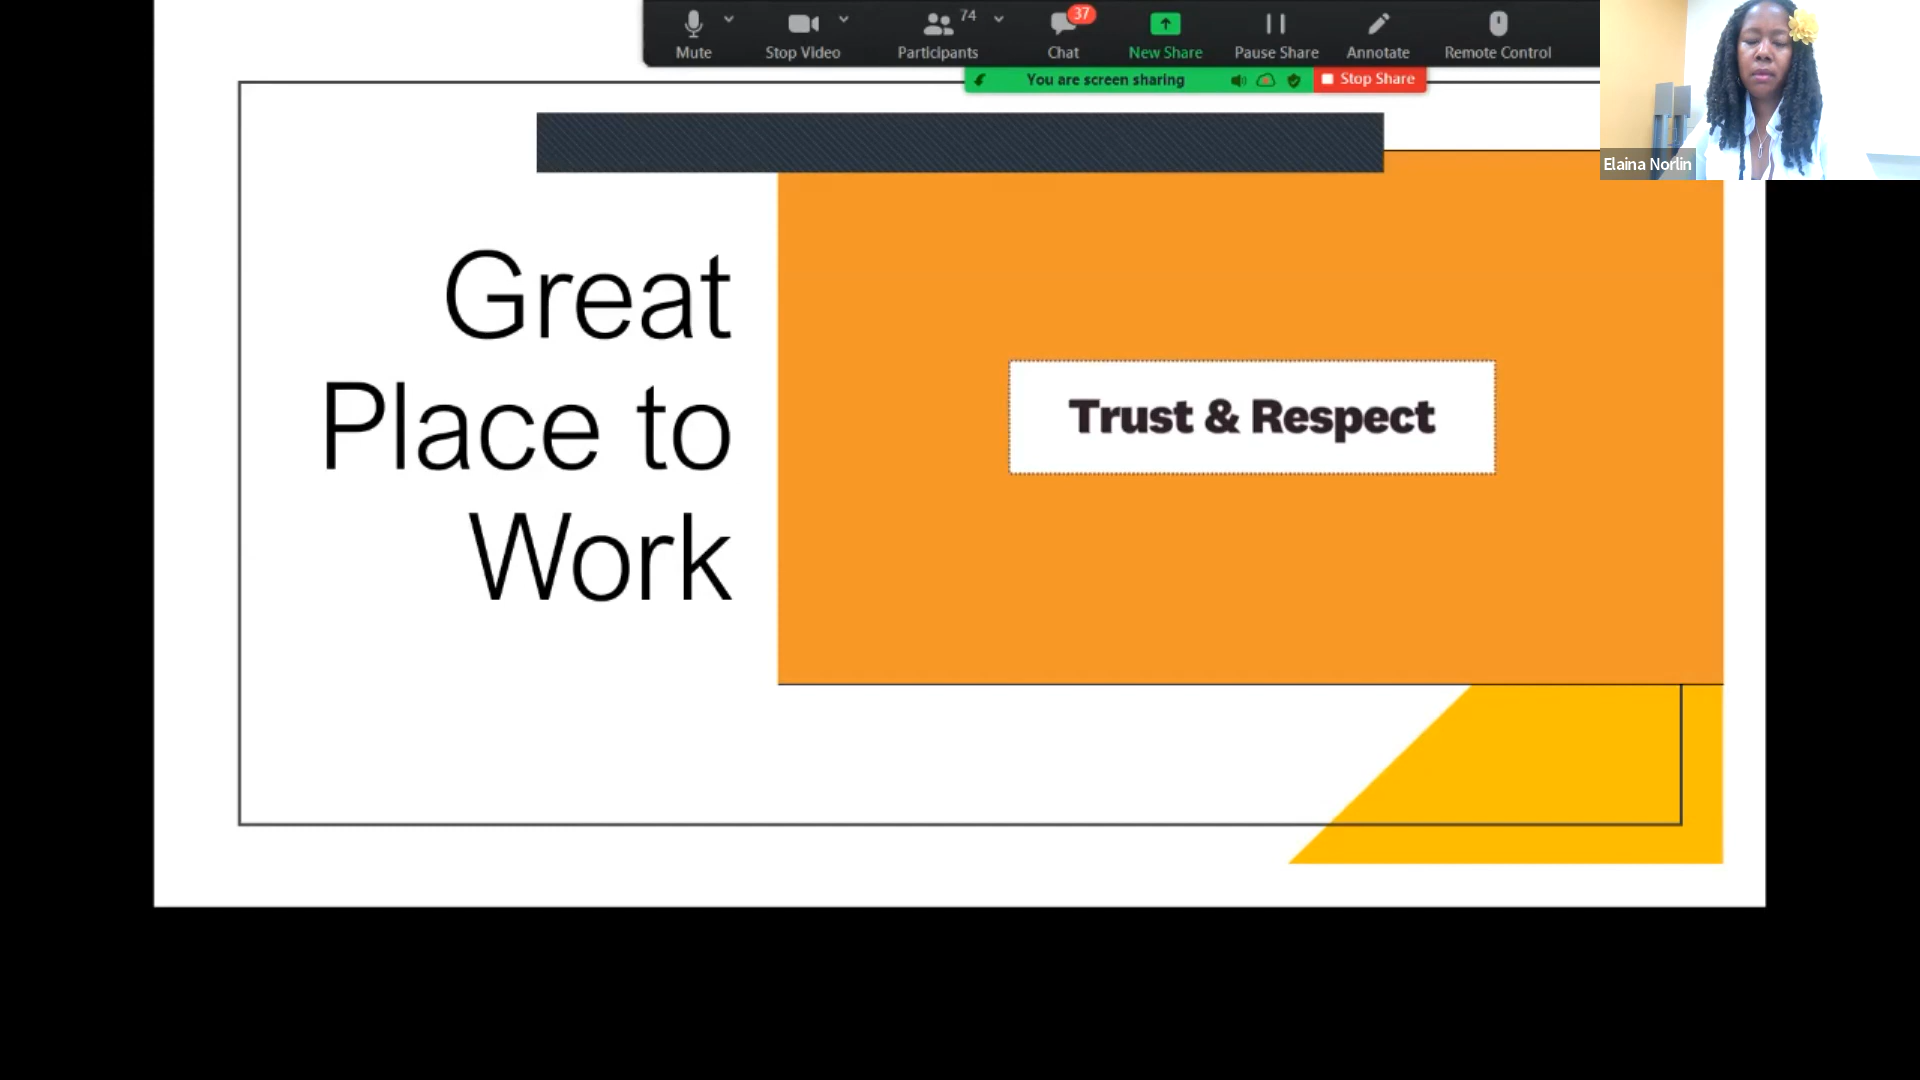 74
37
Mute
Stop Video
Participants
Chat
New Share
Pause Share
Annotate
Remote Control
You are screen sharing
Stop Share
Elaina Norlin
Great
Place to
Work
Trust & Respect